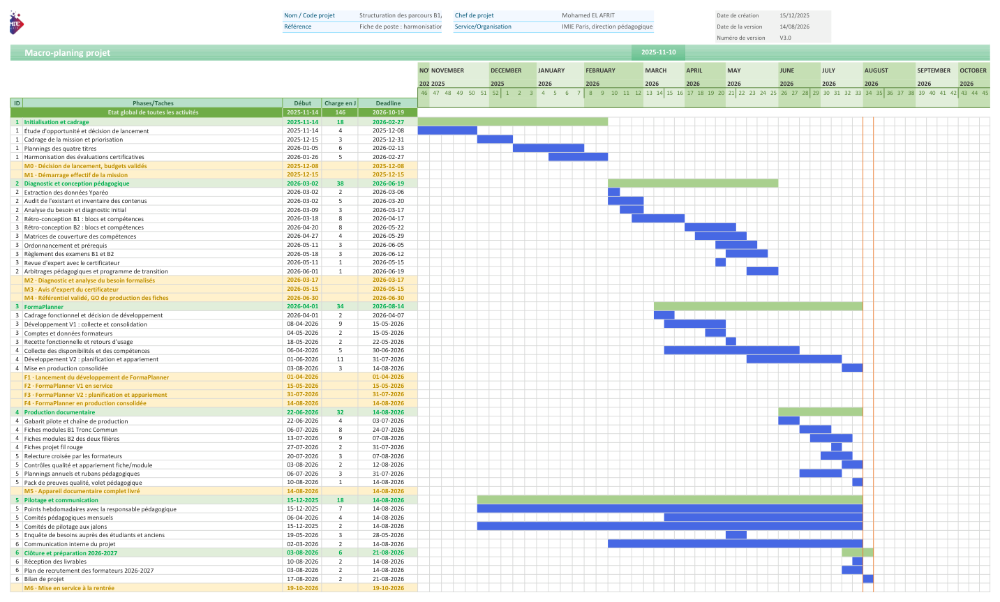 MITE
Nom / Code projet Structuration des parcours B1, Chef de projet Mohamed EL AFRIT Date de création 15/12/2025
Référence Fiche de poste : harmonisation Service/Organisation IMIE Paris, direction pédagogique Date de la version 14/08/2026
Numéro de version V3.0
Macro-planing projet 2025-11-10
NOV NOVEMBER DECEMBER JANUARY FEBRUARY MARCH APRIL MAY JUNE JULY AUGUST SEPTEMBER OCTOBER
202 2025 2025 2026 2026 2026 2026 2026 2026 2026 2026 2026 2026
46 47 48 49 50 51 52 1 2 3 4 5 6 7 8 9 10 11 12 13 14 15 16 17 18 19 20 21 22 23 24 25 26 27 28 29 30 31 32 33 34 35 36 37 38 39 40 41 42 43 44 45
ID Phases/Taches Début Charge en J Deadline
Etat global de toutes les activités 2025-11-14 146 2026-10-19
1 Initialisation et cadrage 2025-11-14 18 2026-02-27
1 Étude d'opportunité et décision de lancement 2025-11-14 4 2025-12-08
1 Cadrage de la mission et priorisation 2025-12-15 3 2025-12-31
1 Plannings des quatre titres 2026-01-05 6 2026-02-13
1 Harmonisation des évaluations certificatives 2026-01-26 5 2026-02-27
M0 · Décision de lancement, budgets validés 2025-12-08 2025-12-08
M1 · Démarrage effectif de la mission 2025-12-15 2025-12-15
2 Diagnostic et conception pédagogique 2026-03-02 38 2026-06-19
2 Extraction des données Yparéo 2026-03-02 2 2026-03-06
2 Audit de l'existant et inventaire des contenus 2026-03-02 5 2026-03-20
2 Analyse du besoin et diagnostic initial 2026-03-09 3 2026-03-17
2 Rétro-conception B1 : blocs et compétences 2026-03-18 8 2026-04-17
3 Rétro-conception B2 : blocs et compétences 2026-04-20 8 2026-05-22
3 Matrices de couverture des compétences 2026-04-27 4 2026-05-29
3 Ordonnancement et prérequis 2026-05-11 3 2026-06-05
3 Règlement des examens B1 et B2 2026-05-18 3 2026-06-12
3 Revue d'expert avec le certificateur 2026-05-11 1 2026-05-15
2 Arbitrages pédagogiques et programme de transition 2026-06-01 1 2026-06-19
M2 · Diagnostic et analyse du besoin formalisés 2026-03-17 2026-03-17
M3 · Avis d'expert du certificateur 2026-05-15 2026-05-15
M4 · Référentiel validé, GO de production des fiches 2026-06-30 2026-06-30
3 FormaPlanner 2026-04-01 34 2026-08-14
3 Cadrage fonctionnel et décision de développement 2026-04-01 2 2026-04-07
3 Développement V1 : collecte et consolidation 08-04-2026 9 15-05-2026
3 Comptes et données formateurs 04-05-2026 2 15-05-2026
3 Recette fonctionnelle et retours d'usage 18-05-2026 2 22-05-2026
4 Collecte des disponibilités et des compétences 06-04-2026 5 30-06-2026
4 Développement V2 : planification et appariement 01-06-2026 11 31-07-2026
4 Mise en production consolidée 03-08-2026 3 14-08-2026
F1 · Lancement du développement de FormaPlanner 01-04-2026 01-04-2026
F2 · FormaPlanner V1 en service 15-05-2026 15-05-2026
F3 · FormaPlanner V2 : planification et appariement 31-07-2026 31-07-2026
F4 · FormaPlanner en production consolidée 14-08-2026 14-08-2026
4 Production documentaire 22-06-2026 32 14-08-2026
4 Gabarit pilote et chaîne de production 22-06-2026 4 03-07-2026
4 Fiches modules B1 Tronc Commun 06-07-2026 8 24-07-2026
4 Fiches modules B2 des deux filières 13-07-2026 9 07-08-2026
4 Fiches projet fil rouge 27-07-2026 2 31-07-2026
5 Relecture croisée par les formateurs 20-07-2026 3 07-08-2026
5 Contrôles qualité et appariement fiche/module 03-08-2026 2 12-08-2026
5 Plannings annuels et rubans pédagogiques 06-07-2026 3 31-07-2026
5 Pack de preuves qualité, volet pédagogique 10-08-2026 1 14-08-2026
M5 · Appareil documentaire complet livré 14-08-2026 14-08-2026
5 Pilotage et communication 15-12-2025 18 14-08-2026
5 Points hebdomadaires avec la responsable pédagogique 15-12-2025 7 14-08-2026
5 Comités pédagogiques mensuels 06-04-2026 4 14-08-2026
5 Comités de pilotage aux jalons 15-12-2025 2 14-08-2026
5 Enquête de besoins auprès des étudiants et anciens 19-05-2026 3 28-05-2026
6 Communication interne du projet 02-03-2026 2 14-08-2026
6 Clôture et préparation 2026-2027 03-08-2026 6 21-08-2026
6 Réception des livrables 10-08-2026 2 14-08-2026
6 Plan de recrutement des formateurs 2026-2027 03-08-2026 2 14-08-2026
6 Bilan de projet 17-08-2026 2 21-08-2026
M6 · Mise en service à la rentrée 19-10-2026 19-10-2026